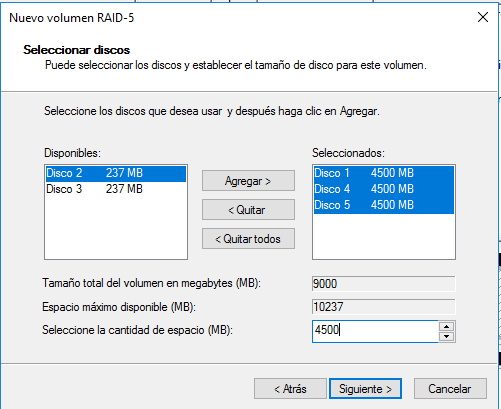 Nuevo volumen RAID-5
Seleccionar discos
Puede seleccionar los discos y establecer el tamaño de disco para este volumen.
Seleccione los discos que desea usar y después haga clic en Agregar.
Disponibles:
Disco 2 237 MB
Disco 3 237 MB
Agregar >
< Quitar
< Quitar todos
Seleccionados:
Disco 1 4500 MB
Disco 4 4500 MB
Disco 5 4500 MB
Tamaño total del volumen en megabytes (MB): 9000
Espacio máximo disponible (MB): 10237
Seleccione la cantidad de espacio (MB): 4500
< Atrás Siguiente > Cancelar